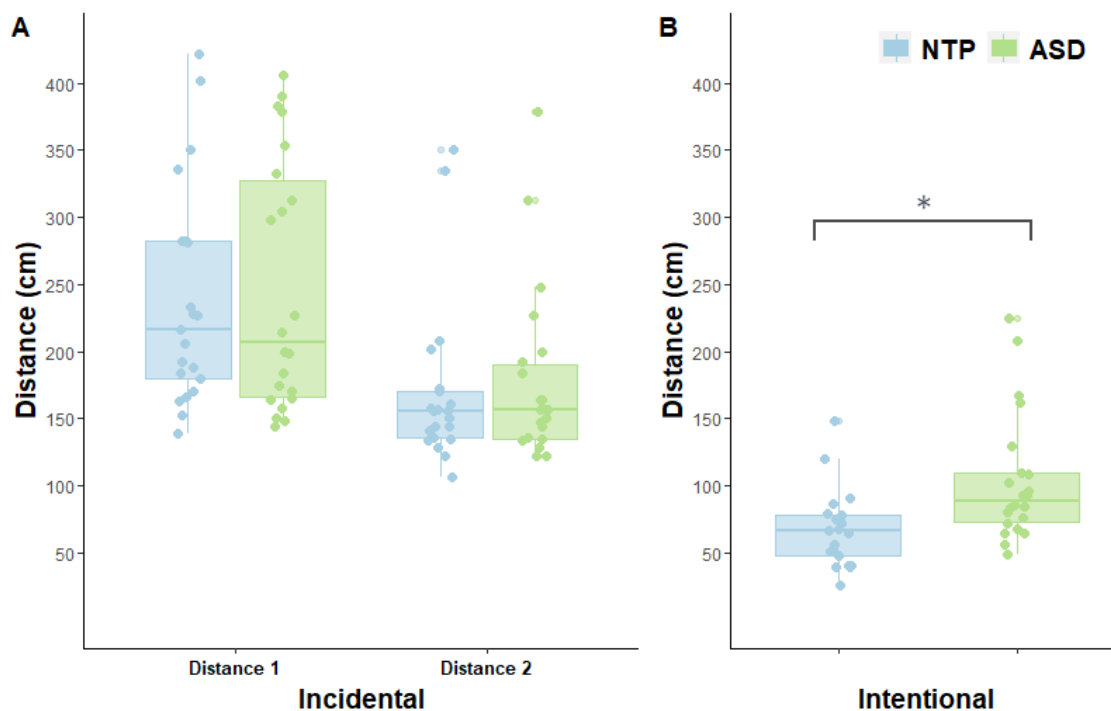 A
Distance (cm)
400
350
300
250
200
150
100
50
Distance 1 Distance 2
Incidental
B
NTP ASD
Distance (cm)
400
350
300
250
200
150
100
50
*
Intentional